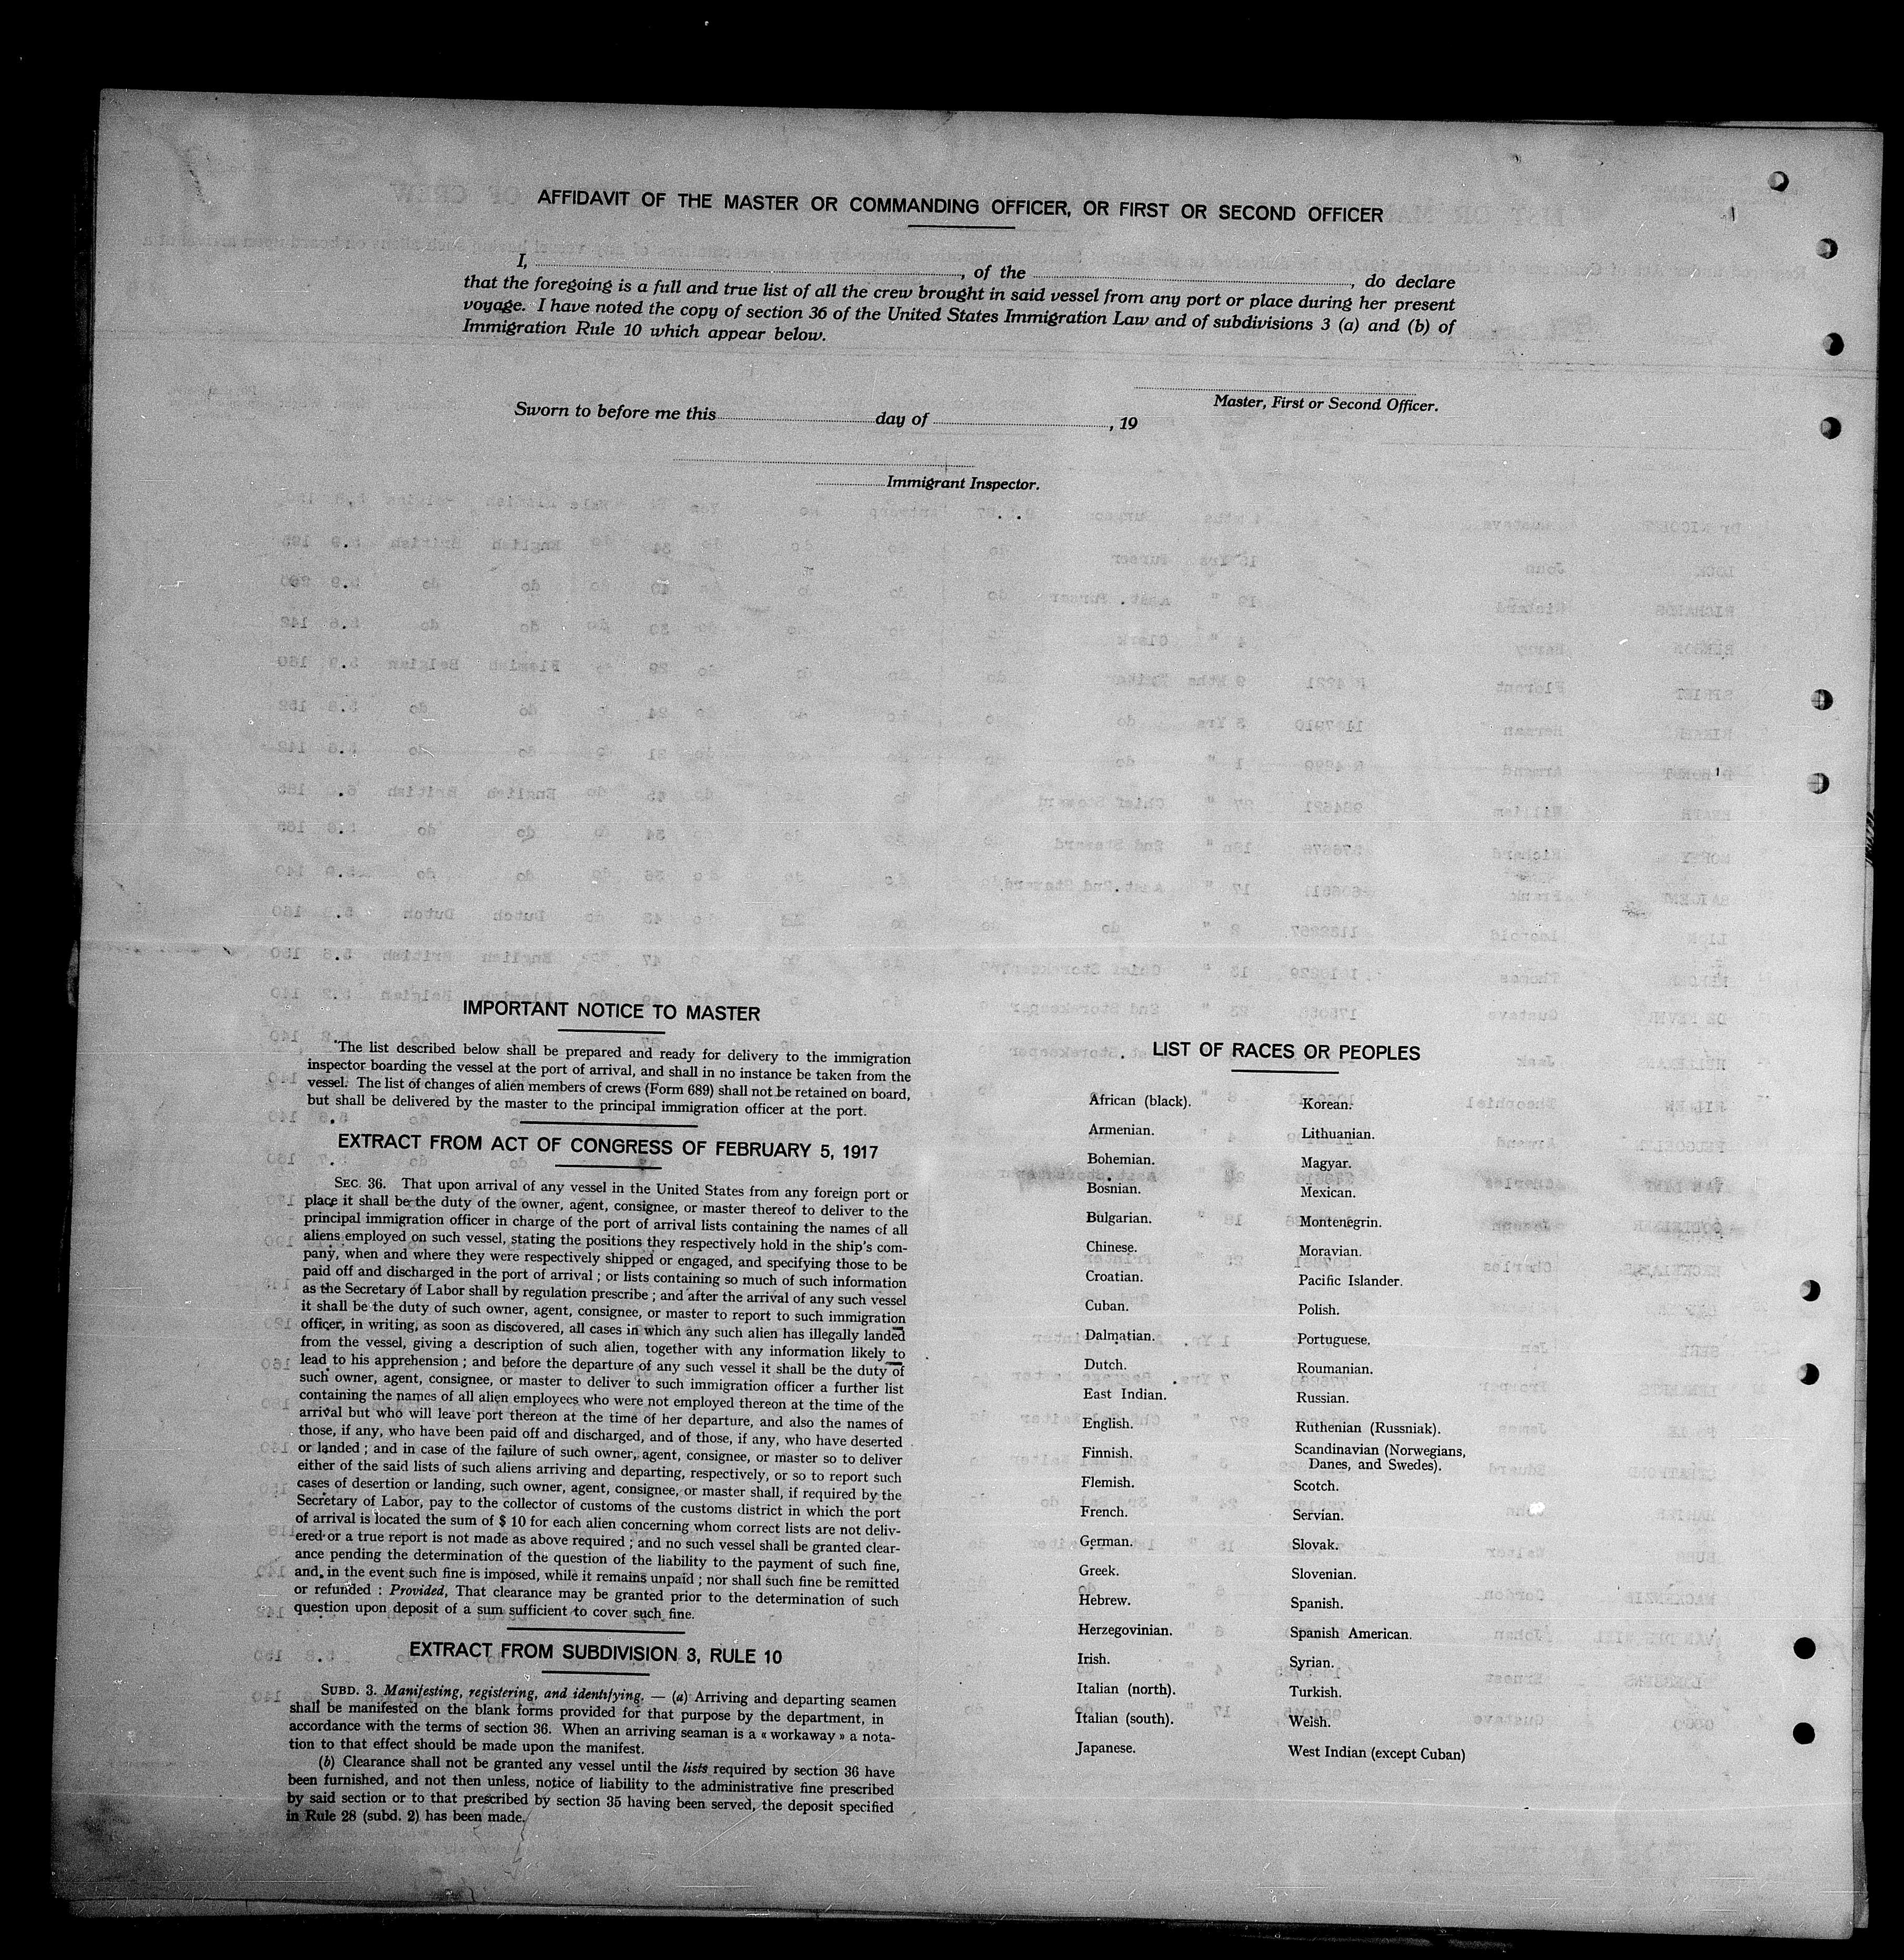 AFFIDAVIT OF THE MASTER OR COMMANDING OFFICER, OR FIRST OR SECOND OFFICER
I, , of the , do declare
that the foregoing is a full and true list of all the crew brought in said vessel from any port or place during her present
voyage. I have noted the copy of section 36 of the United States Immigration Law and of subdivisions 3 (a) and (b) of
Immigration Rule 10 which appear below.
Master, First or Second Officer.
Sworn to before me this day of , 19
Immigrant Inspector.
IMPORTANT NOTICE TO MASTER
The list described below shall be prepared and ready for delivery to the immigration
inspector boarding the vessel at the port of arrival, and shall in no instance be taken from the
vessel. The list of changes of alien members of crews (Form 689) shall not be retained on board,
but shall be delivered by the master to the principal immigration officer at the port.
EXTRACT FROM ACT OF CONGRESS OF FEBRUARY 5, 1917
SEC. 36. That upon arrival of any vessel in the United States from any foreign port or
place it shall be the duty of the owner, agent, consignee, or master thereof to deliver to the
principal immigration officer in charge of the port of arrival lists containing the names of all
aliens employed on such vessel, stating the positions they respectively hold in the ship's com-
pany, when and where they were respectively shipped or engaged, and specifying those to be
paid off and discharged in the port of arrival ; or lists containing so much of such information
as the Secretary of Labor shall by regulation prescribe ; and after the arrival of any such vessel
it shall be the duty of such owner, agent, consignee, or master to report to such immigration
officer, in writing, as soon as discovered, all cases in which any such alien has illegally landed
from the vessel, giving a description of such alien, together with any information likely to
lead to his apprehension ; and before the departure of any such vessel it shall be the duty of
such owner, agent, consignee, or master to deliver to such immigration officer a further list
containing the names of all alien employees who were not employed thereon at the time of the
arrival but who will leave port thereon at the time of her departure, and also the names of
those, if any, who have been paid off and discharged, and of those, if any, who have deserted
or landed ; and in case of the failure of such owner, agent, consignee, or master so to deliver
either of the said lists of such aliens arriving and departing, respectively, or so to report such
cases of desertion or landing, such owner, agent, consignee, or master shall, if required by the
Secretary of Labor, pay to the collector of customs of the customs district in which the port
of arrival is located the sum of $ 10 for each alien concerning whom correct lists are not deliv-
ered or a true report is not made as above required ; and no such vessel shall be granted clear-
ance pending the determination of the question of the liability to the payment of such fine,
and, in the event such fine is imposed, while it remains unpaid ; nor shall such fine be remitted
or refunded : Provided, That clearance may be granted prior to the determination of such
question upon deposit of a sum sufficient to cover such fine.
EXTRACT FROM SUBDIVISION 3, RULE 10
SUBD. 3. Manifesting, registering, and identifying. — (a) Arriving and departing seamen
shall be manifested on the blank forms provided for that purpose by the department, in
accordance with the terms of section 36. When an arriving seaman is a « workaway » a nota-
tion to that effect should be made upon the manifest.
(b) Clearance shall not be granted any vessel until the lists required by section 36 have
been furnished, and not then unless, notice of liability to the administrative fine prescribed
by said section or to that prescribed by section 35 having been served, the deposit specified
in Rule 28 (subd. 2) has been made.
LIST OF RACES OR PEOPLES
African (black).
Armenian.
Bohemian.
Bosnian.
Bulgarian.
Chinese.
Croatian.
Cuban.
Dalmatian.
Dutch.
East Indian.
English.
Finnish.
Flemish.
French.
German.
Greek.
Hebrew.
Herzegovinian.
Irish.
Italian (north).
Italian (south).
Japanese.
Korean.
Lithuanian.
Magyar.
Mexican.
Montenegrin.
Moravian.
Pacific Islander.
Polish.
Portuguese.
Roumanian.
Russian.
Ruthenian (Russniak).
Scandinavian (Norwegians,
Danes, and Swedes).
Scotch.
Servian.
Slovak.
Slovenian.
Spanish.
Spanish American.
Syrian.
Turkish.
Welsh.
West Indian (except Cuban)